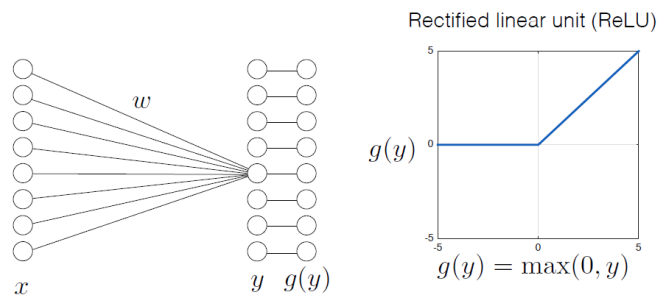 Rectified linear unit (ReLU)
w
x
y
g(y)
5
g(y)
0
-5
-5
0
5
g(y) = max(0, y)